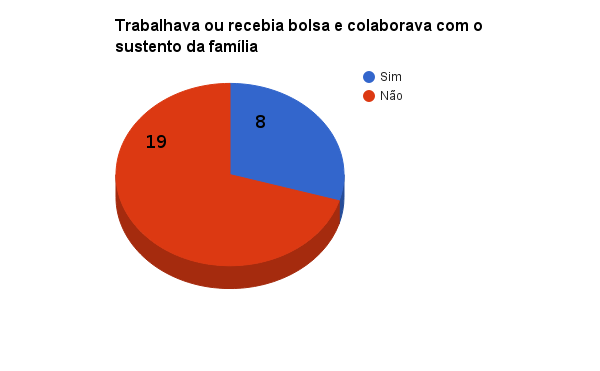 Trabalhava ou recebia bolsa e colaborava com o
sustento da família
Sim
Não
8
19